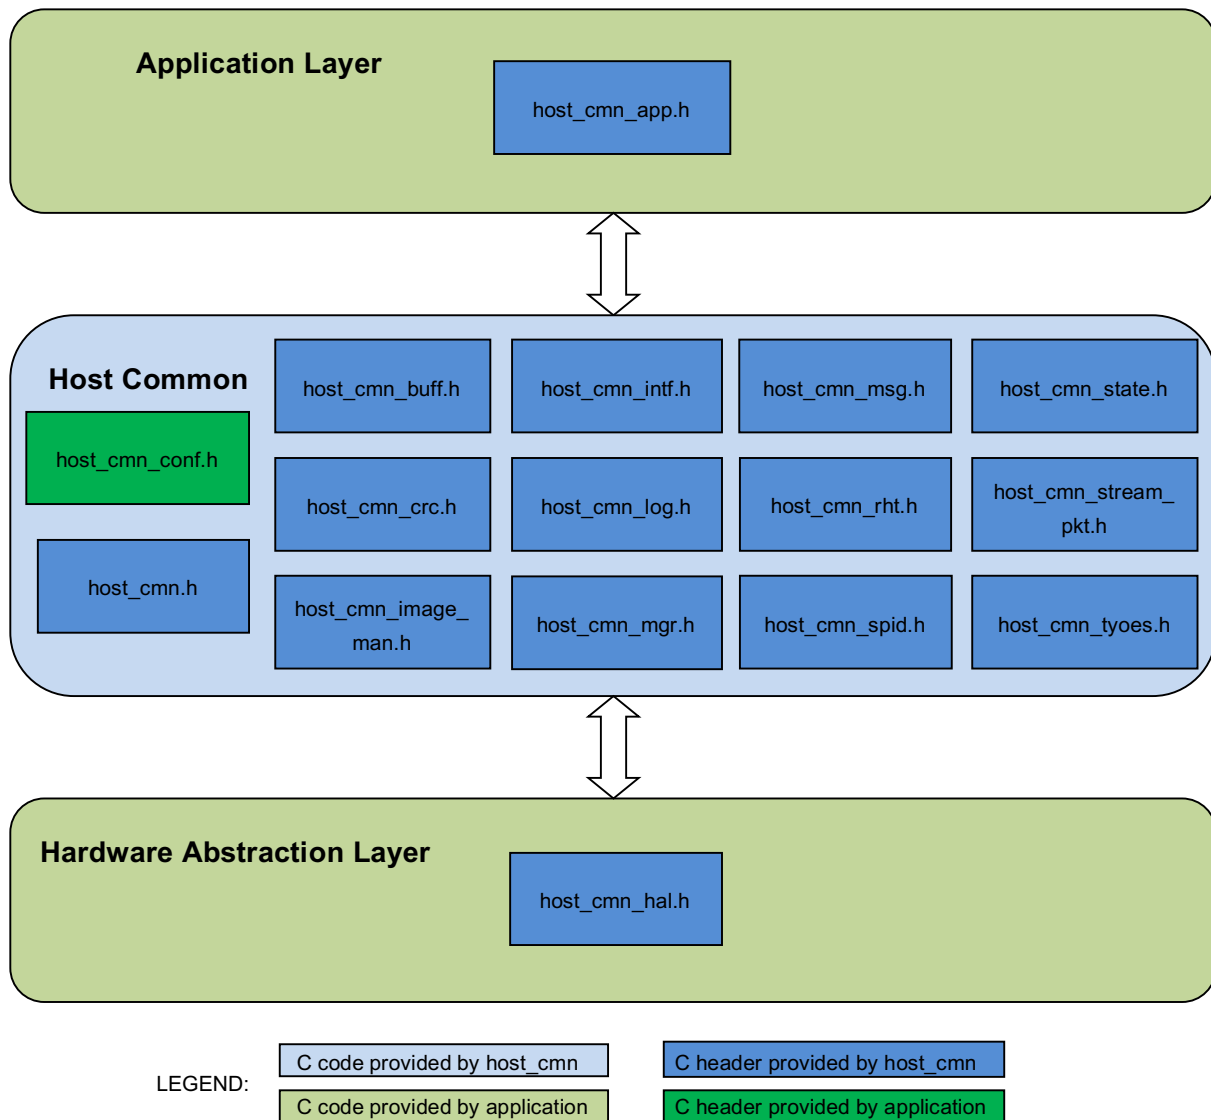 Application Layer
host_cmn_app.h
Host Common
host_cmn_conf.h
host_cmn.h
host_cmn_buff.h
host_cmn_intf.h
host_cmn_msg.h
host_cmn_state.h
host_cmn_crc.h
host_cmn_log.h
host_cmn_rht.h
host_cmn_stream_
pkt.h
host_cmn_image_
man.h
host_cmn_mgr.h
host_cmn_spid.h
host_cmn_tyoes.h
Hardware Abstraction Layer
host_cmn_hal.h
LEGEND:
C code provided by host_cmn
C header provided by host_cmn
C code provided by application
C header provided by application